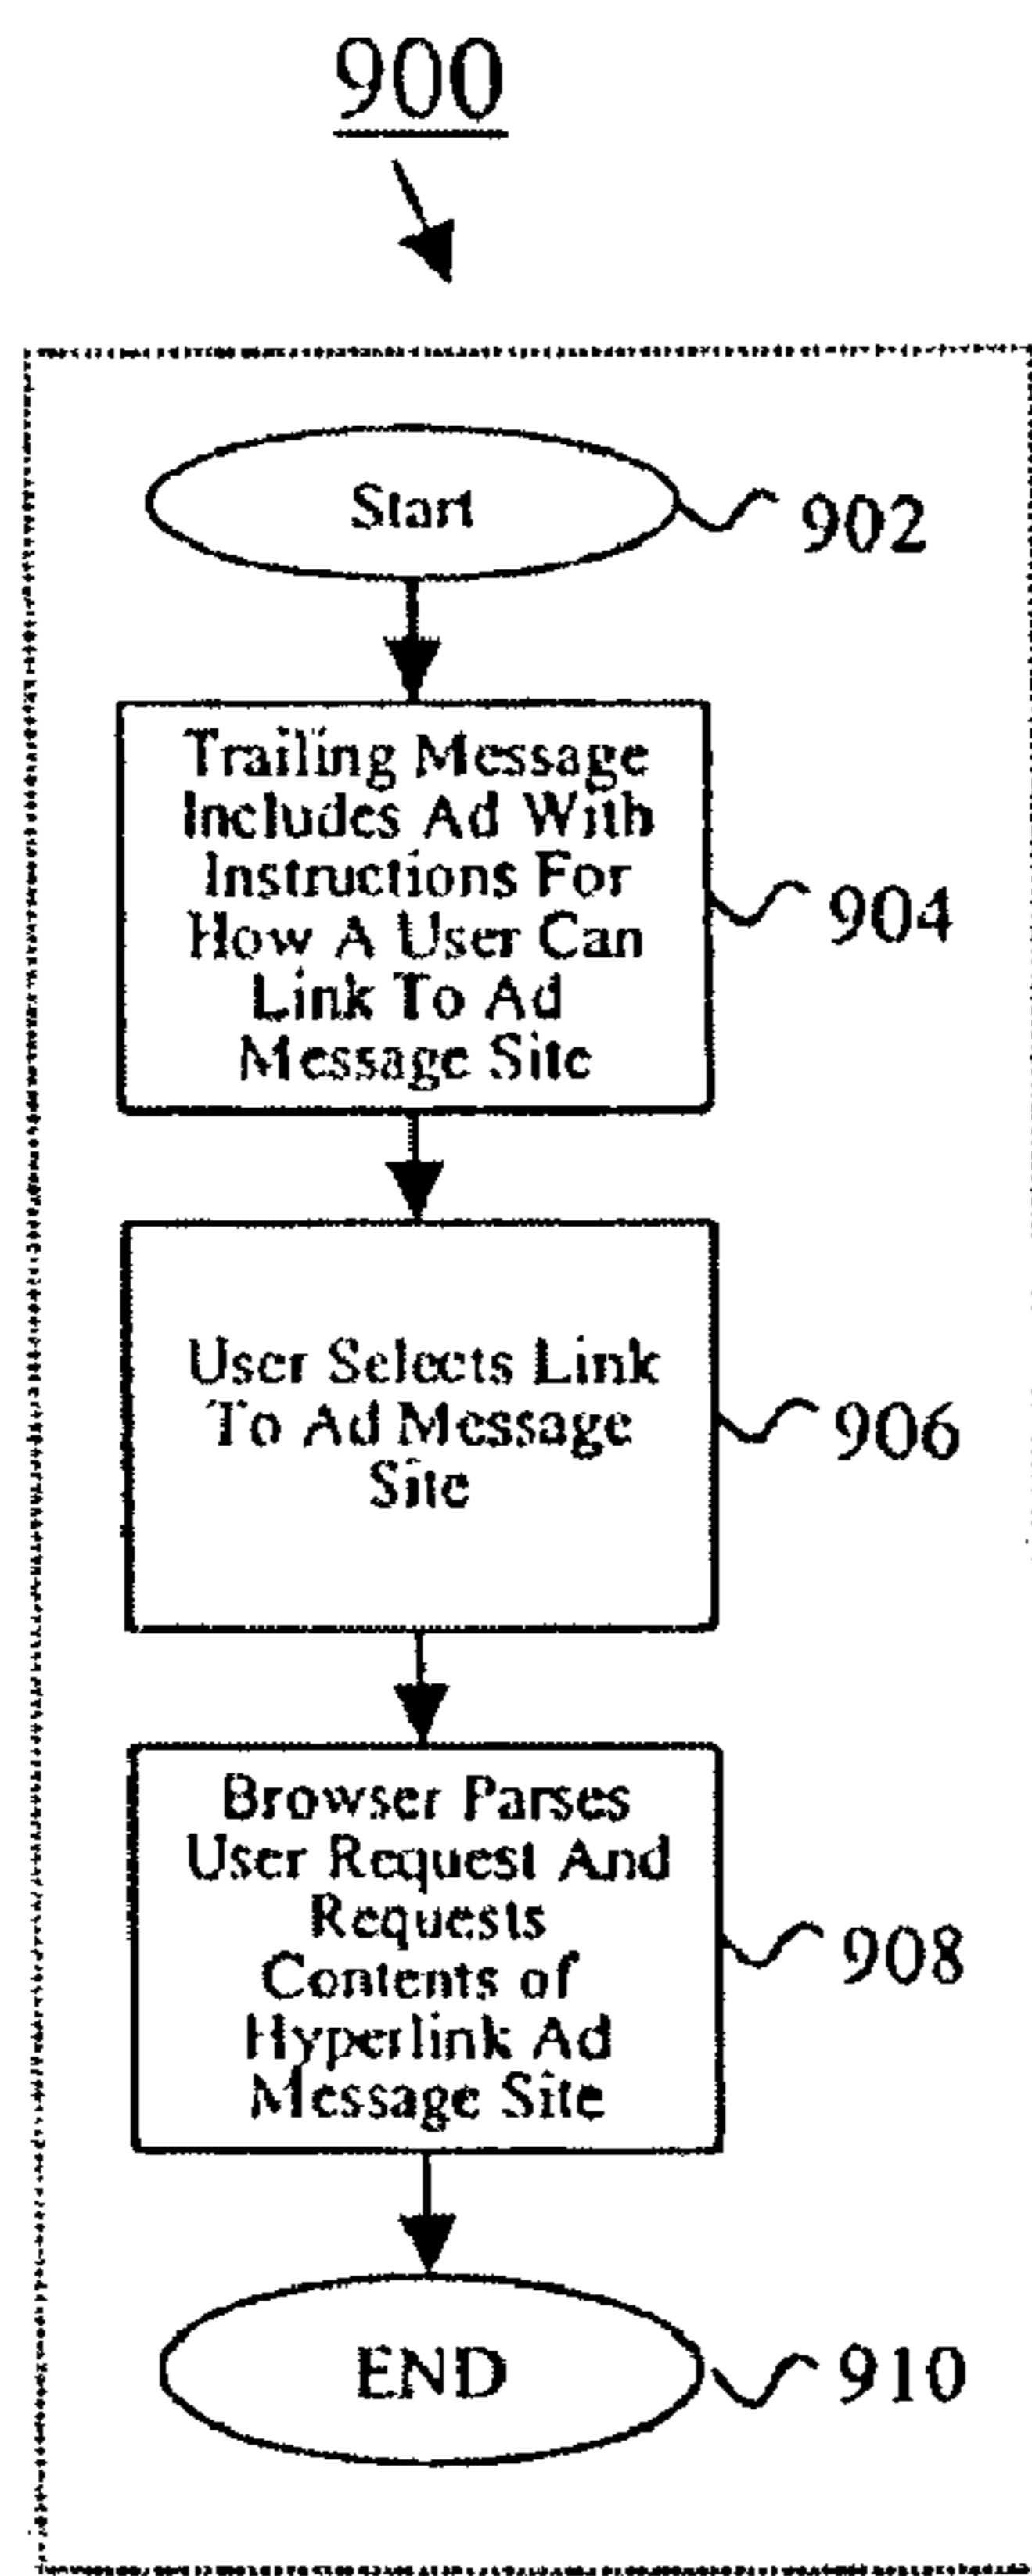 900
Start
902
Trailing Message
Includes Ad With
Instructions For
How A User Can
Link To Ad
Message Site
904
User Selects Link
To Ad Message
Site
906
Browser Parses
User Request And
Requests
Contents of
Hyperlink Ad
Message Site
908
END
910